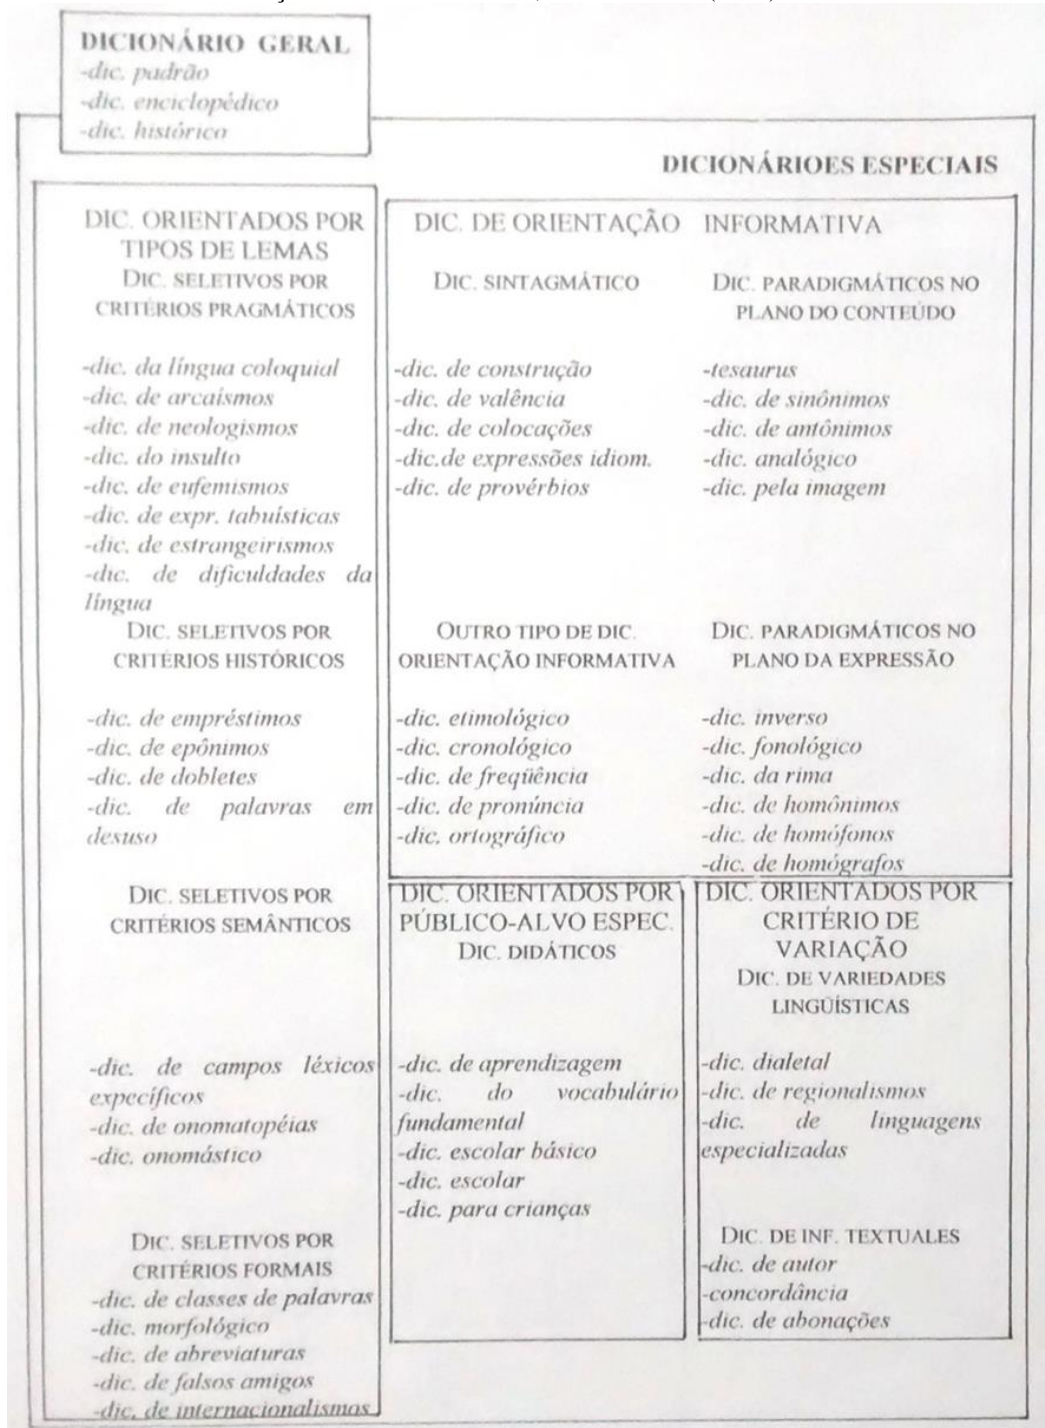 DICIONÁRIO GERAL
-dic. padrão
-dic. enciclopédico
-dic. histórico
DICIONÁRIOES ESPECIAIS
DIC. ORIENTADOS POR
TIPOS DE LEMAS
DIC. SELETIVOS POR
CRITÉRIOS PRAGMÁTICOS
-dic. da língua coloquial
-dic. de arcaísmos
-dic. de neologismos
-dic. do insulto
-dic. de eufemismos
-dic. de expr. tabuísticas
-dic. de estrangeirismos
-dic. de dificuldades da
língua
DIC. SELETIVOS POR
CRITÉRIOS HISTÓRICOS
-dic. de empréstimos
-dic. de epônimos
-dic. de dobletes
-dic. de palavras em
desuso
DIC. SELETIVOS POR
CRITÉRIOS SEMÂNTICOS
-dic. de campos léxicos
expecíficos
-dic. de onomatopéias
-dic. onomástico
DIC. SELETIVOS POR
CRITÉRIOS FORMAIS
-dic. de classes de palavras
-dic. morfológico
-dic. de abreviaturas
-dic. de falsos amigos
-dic. de internacionalismos
DIC. DE ORIENTAÇÃO INFORMATIVA
DIC. SINTAGMÁTICO
-dic. de construção
-dic. de valência
-dic. de colocações
-dic.de expressões idiom.
-dic. de provérbios
DIC. PARADIGMÁTICOS NO
PLANO DO CONTEÚDO
-tesaurus
-dic. de sinônimos
-dic. de antônimos
-dic. analógico
-dic. pela imagem
OUTRO TIPO DE DIC.
ORIENTAÇÃO INFORMATIVA
-dic. etimológico
-dic. cronológico
-dic. de freqüência
-dic. de pronúncia
-dic. ortográfico
DIC. PARADIGMÁTICOS NO
PLANO DA EXPRESSÃO
-dic. inverso
-dic. fonológico
-dic. da rima
-dic. de homônimos
-dic. de homófonos
-dic. de homógrafos
DIC. ORIENTADOS POR
PÚBLICO-ALVO ESPEC.
DIC. DIDÁTICOS
-dic. de aprendizagem
-dic. do vocabulário
fundamental
-dic. escolar básico
-dic. escolar
-dic. para crianças
DIC. ORIENTADOS POR
CRITÉRIO DE
VARIAÇÃO
DIC. DE VARIEDADES
LINGÜÍSTICAS
-dic. dialetal
-dic. de regionalismos
-dic. de linguagens
especializadas
DIC. DE INF. TEXTUALES
-dic. de autor
-concordância
-dic. de abonações